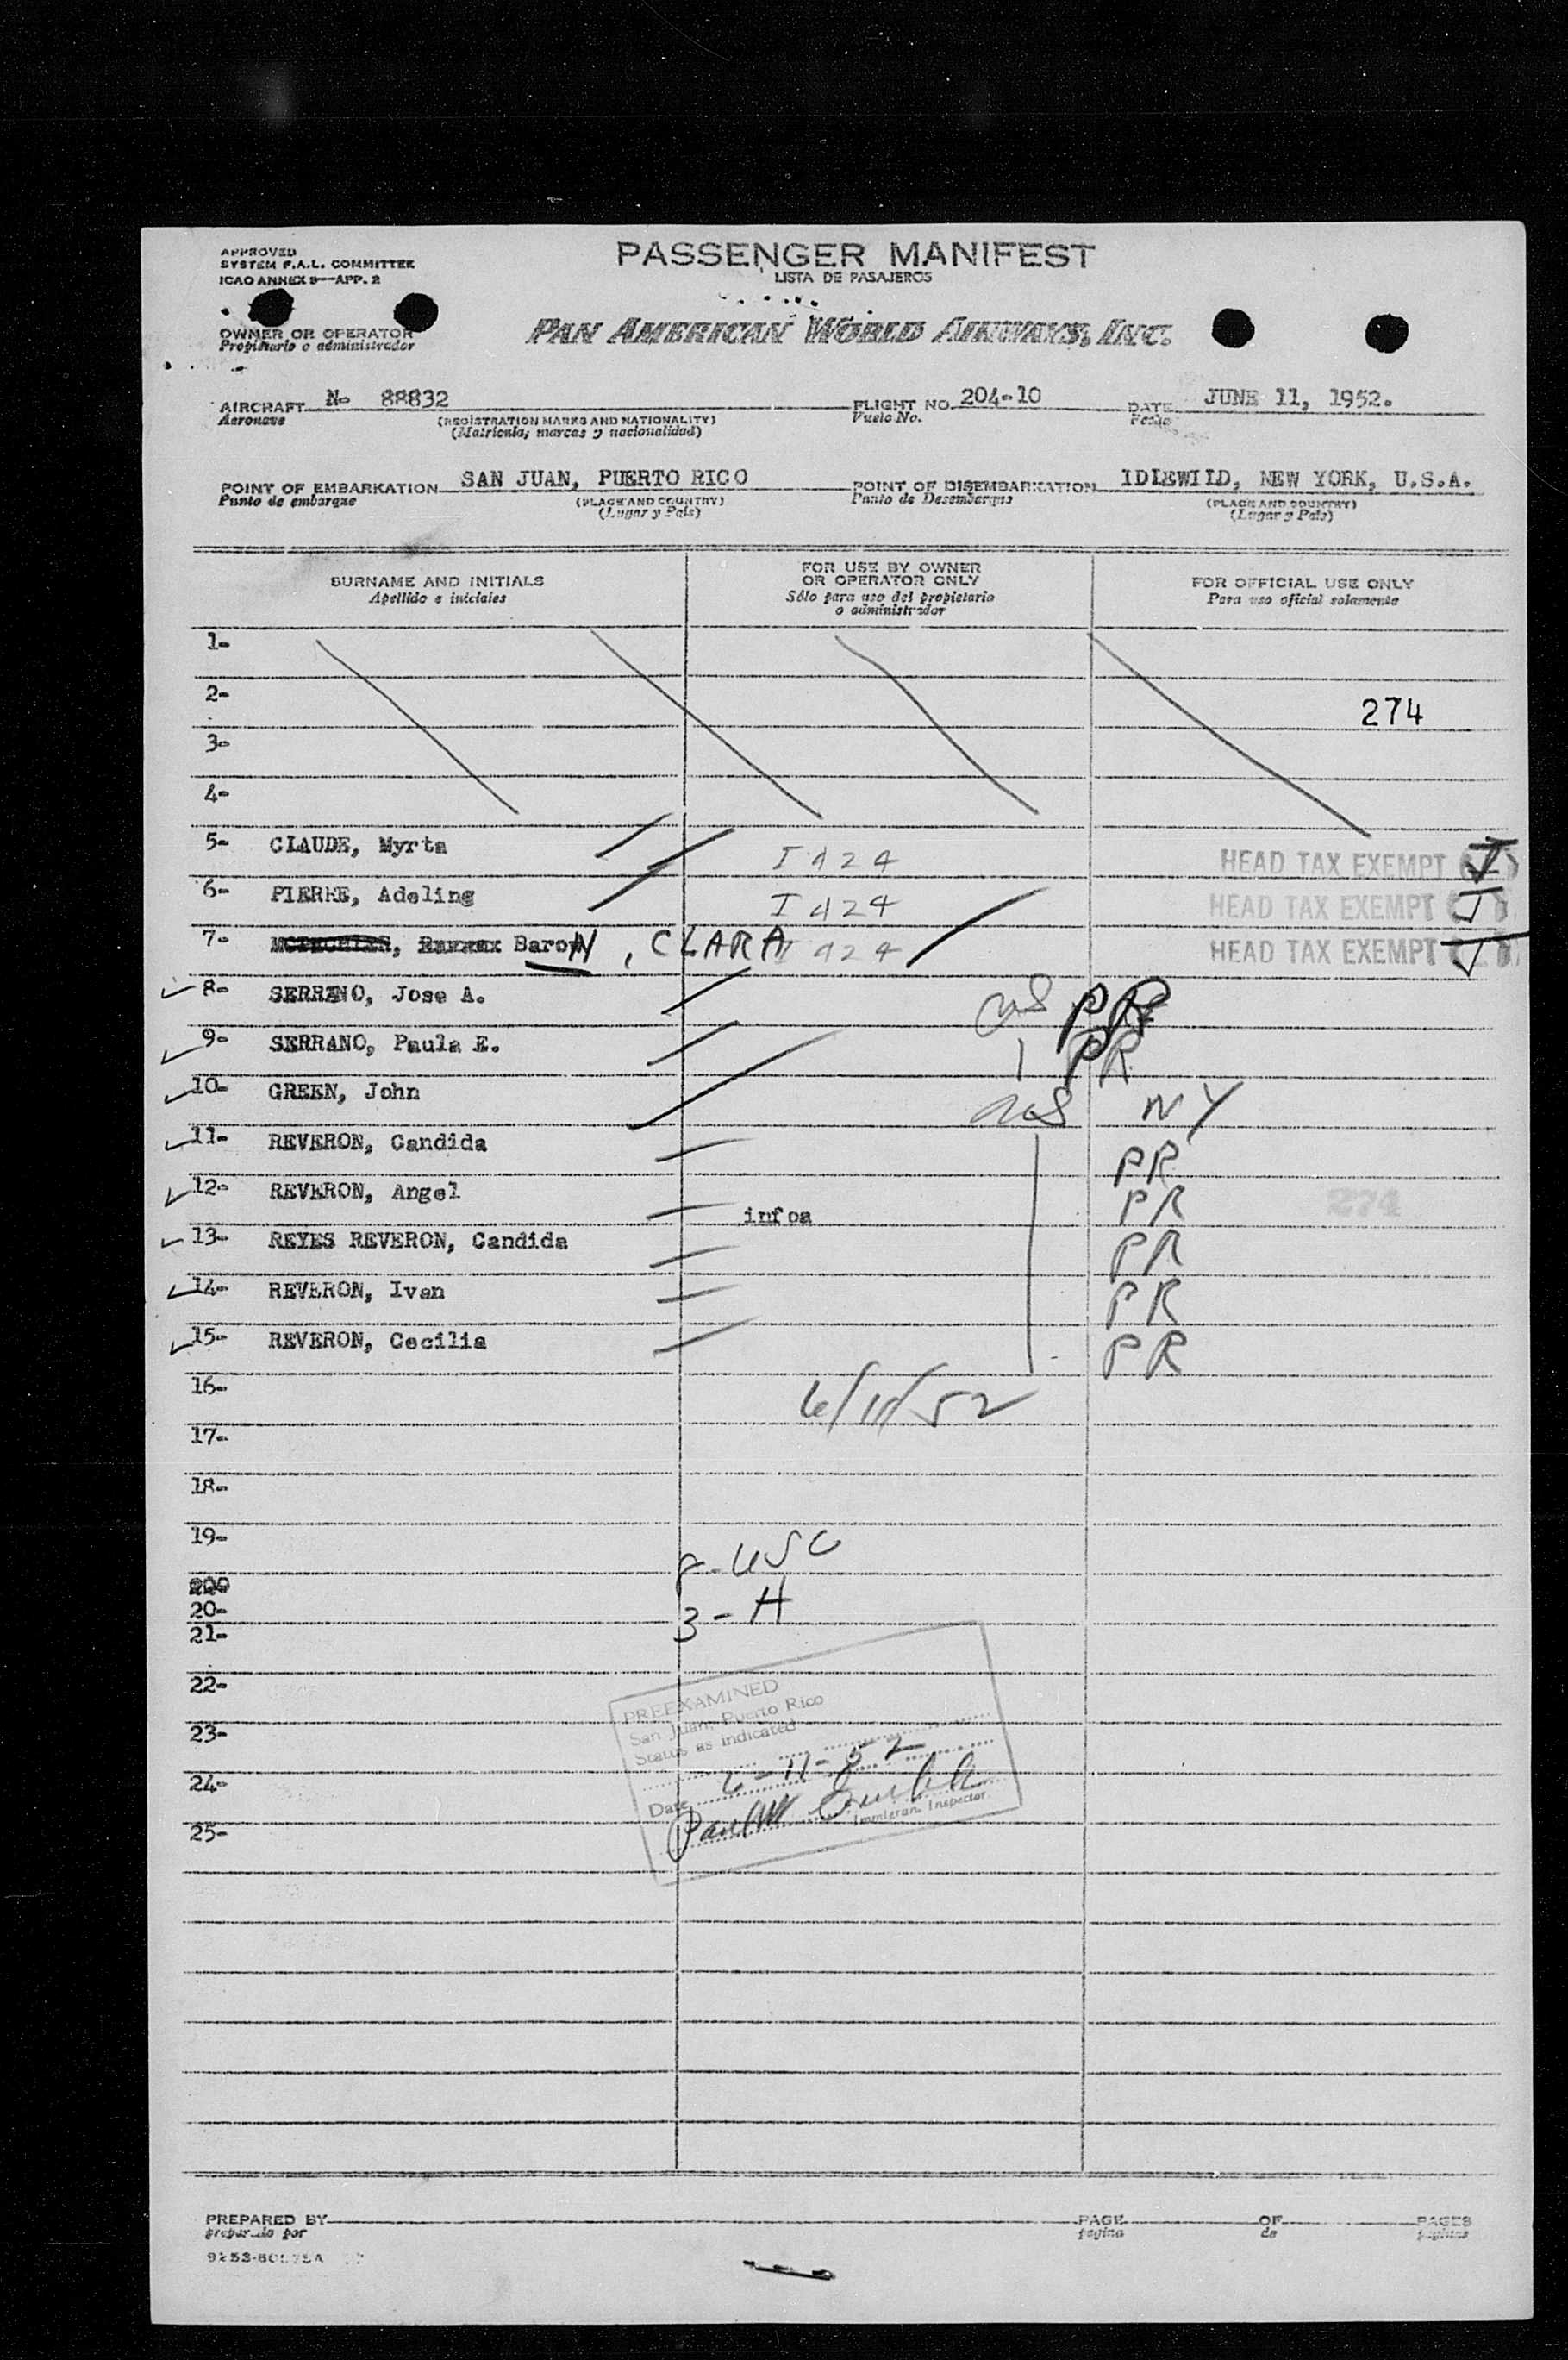 APPROVED
SYSTEM F.A.L. COMMITTEE
ICAO ANNEX 9—APP. 2
PASSENGER MANIFEST
LISTA DE PASAJEROS
OWNER OR OPERATOR
Propietario o administrador
PAN AMERICAN WORLD AIRWAYS, INC.
AIRCRAFT N- 88832 FLIGHT NO. 204-10 DATE JUNE 11, 1952.
Aeronave (REGISTRATION MARKS AND NATIONALITY) Vuelo No. Fecha
(Matricula, marcas y nacionalidad)
POINT OF EMBARKATION SAN JUAN, PUERTO RICO POINT OF DISEMBARKATION IDLEWILD, NEW YORK, U.S.A.
Punto de embarque (PLACE AND COUNTRY) Punto de Desembarque (PLACE AND COUNTRY)
(Lugar y País) (Lugar y País)
SURNAME AND INITIALS FOR USE BY OWNER OR OPERATOR ONLY FOR OFFICIAL USE ONLY
Apellido e iniciales Sólo para uso del propietario o administrador Para uso oficial solamente
1-
2- 274
3-
4-
5- CLAUDE, Myrta I 424 HEAD TAX EXEMPT
6- PIERRE, Adeling I 424 HEAD TAX EXEMPT
7- Baron, CLARA I 424 HEAD TAX EXEMPT
8- SERRANO, Jose A. PR
9- SERRANO, Paula E. PR
10- GREEN, John NY
11- REVERON, Candida PR
12- REVERON, Angel infoa PR 274
13- REYES REVERON, Candida PR
14- REVERON, Ivan PR
15- REVERON, Cecilia PR
16- 6/11/52
17-
18-
19- 8-USC
20- 3-H
21-
22-
PREEXAMINED
San Juan, Puerto Rico
23- Status as indicated
24- Date 6-11-52
25- Paul W Immigran. Inspector
PREPARED BY PAGE OF PAGES
preparado por página de páginas